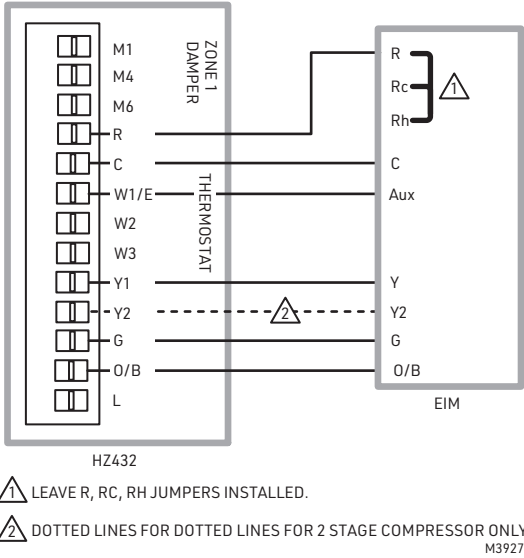 M1
M4
M6
R
C
W1/E
W2
W3
Y1
Y2
G
O/B
L
ZONE 1
DAMPER
THERMOSTAT
HZ432
R
Rc
Rh
1
C
Aux
Y
2
Y2
G
O/B
EIM
1 LEAVE R, RC, RH JUMPERS INSTALLED.
2 DOTTED LINES FOR DOTTED LINES FOR 2 STAGE COMPRESSOR ONLY
M3927